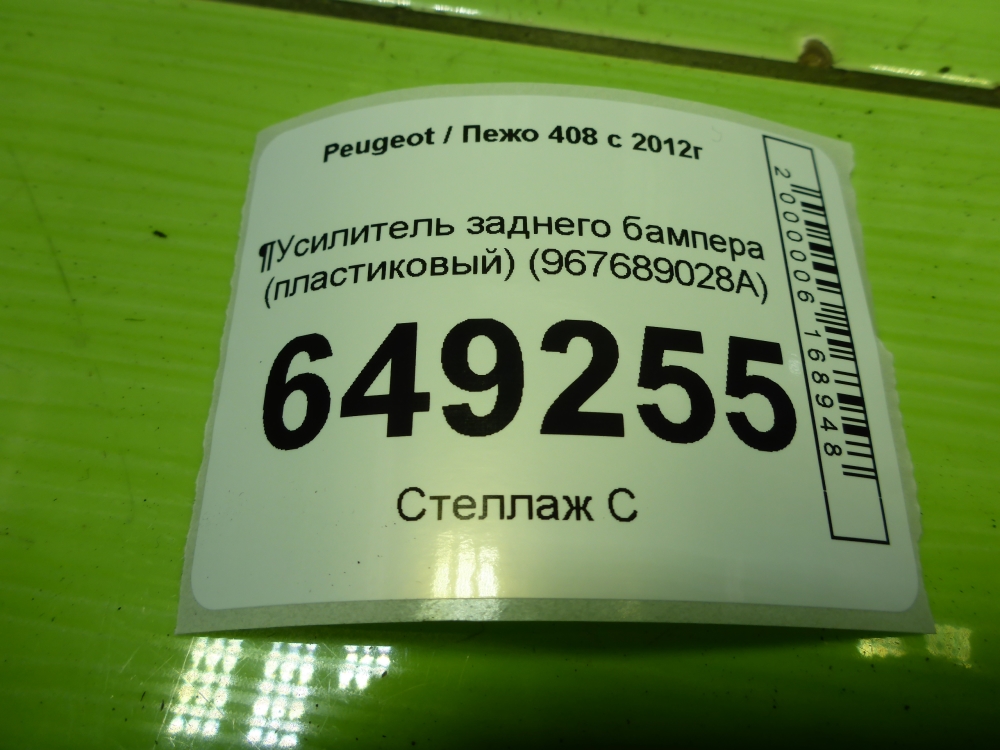 Peugeot / Пежо 408 с 2012г
¶Усилитель заднего бампера
(пластиковый) (967689028A)
649255
Стеллаж С
2000006168948